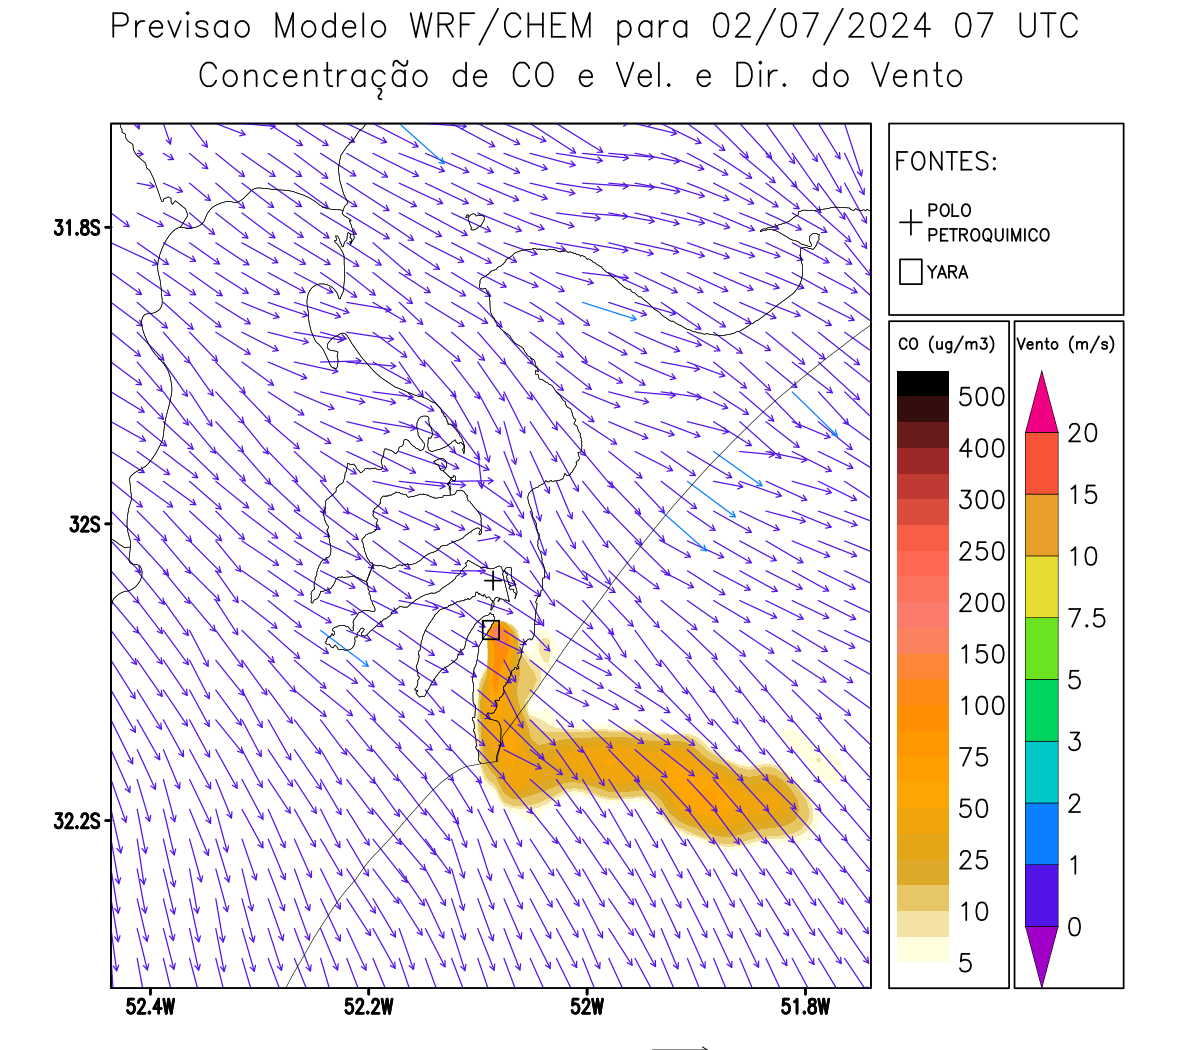 Previsao Modelo WRF/CHEM para 02/07/2024 07 UTC
Concentração de CO e Vel. e Dir. do Vento
FONTES:
POLO
PETROQUIMICO
YARA
CO (ug/m3)
500
400
300
250
200
150
100
75
50
25
10
5
Vento (m/s)
20
15
10
7.5
5
3
2
1
0
31.8S
32S
32.2S
52.4W
52.2W
52W
51.8W